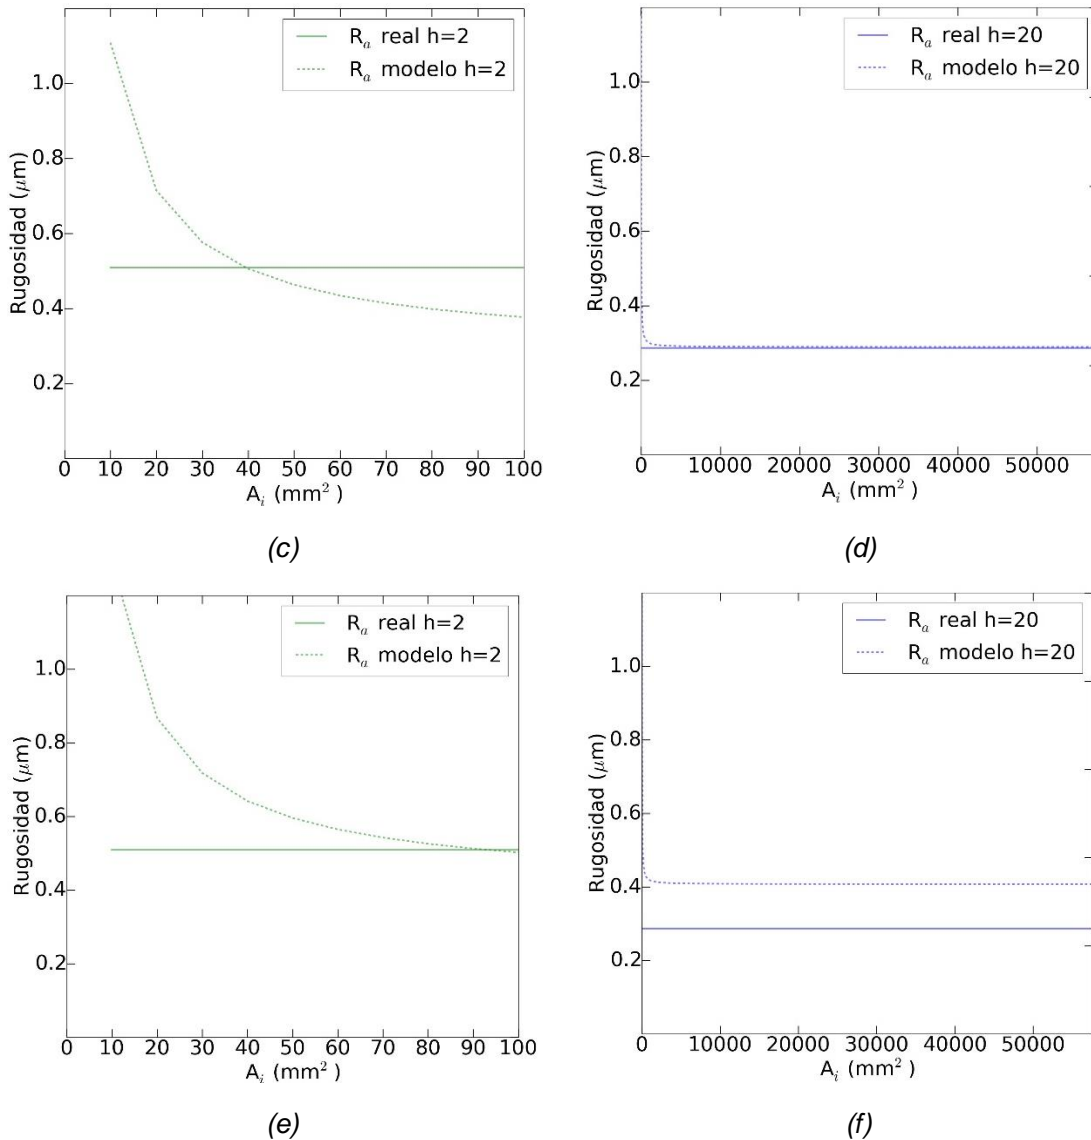 R_a real h=2
R_a modelo h=2
1.0
0.8
0.6
0.4
0.2
Rugosidad (μm)
0 10 20 30 40 50 60 70 80 90 100
A_i (mm²)
(c)
R_a real h=20
R_a modelo h=20
1.0
0.8
0.6
0.4
0.2
Rugosidad (μm)
0 10000 20000 30000 40000 50000
A_i (mm²)
(d)
R_a real h=2
R_a modelo h=2
1.0
0.8
0.6
0.4
0.2
Rugosidad (μm)
0 10 20 30 40 50 60 70 80 90 100
A_i (mm²)
(e)
R_a real h=20
R_a modelo h=20
1.0
0.8
0.6
0.4
0.2
Rugosidad (μm)
0 10000 20000 30000 40000 50000
A_i (mm²)
(f)